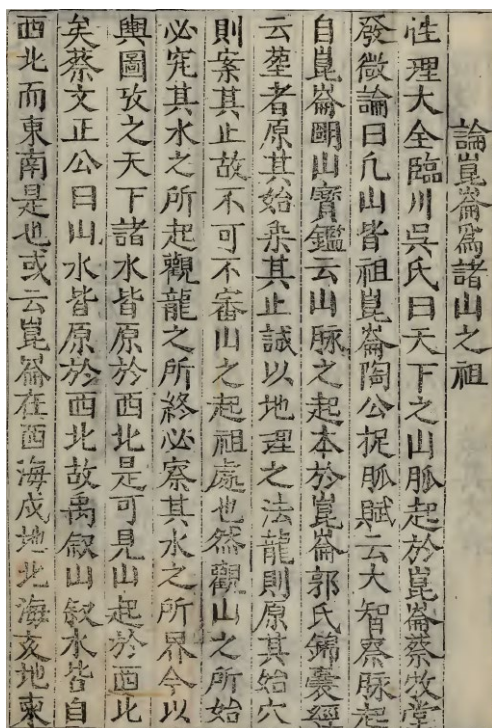 論崑崙爲諸山之祖
性理大全臨川吳氏曰天下之山脉起於崑崙蔡牧堂
發微論曰凡山皆祖崑崙陶公捉脉賦云大智察脉起
自崑崙明山寶鑑云山脉之起本於崑崙郭氏錦囊經
云葬者原其始乗其止誠以地理之法龍則原其始穴
則案其止故不可不審山之起祖處也然觀山之所始
必究其水之所起觀龍之所終必察其水之所界今以
輿圖攷之天下諸水皆原於西北是可見山起於西北
矣蔡文正公曰山水皆原於西北故禹敘山敘水皆自
西北而東南是也或云崑崙在西海戌地北海亥地東